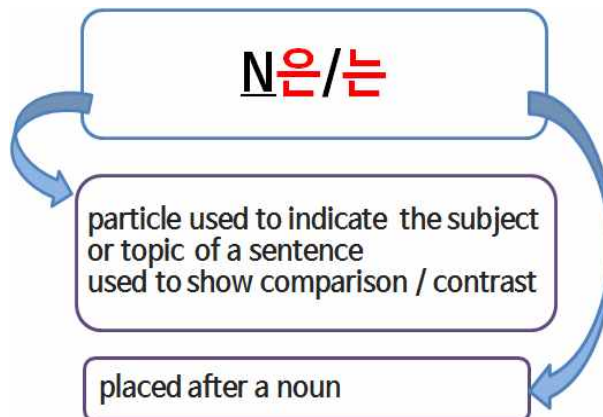 N은/는
particle used to indicate the subject
or topic of a sentence
used to show comparison / contrast
placed after a noun